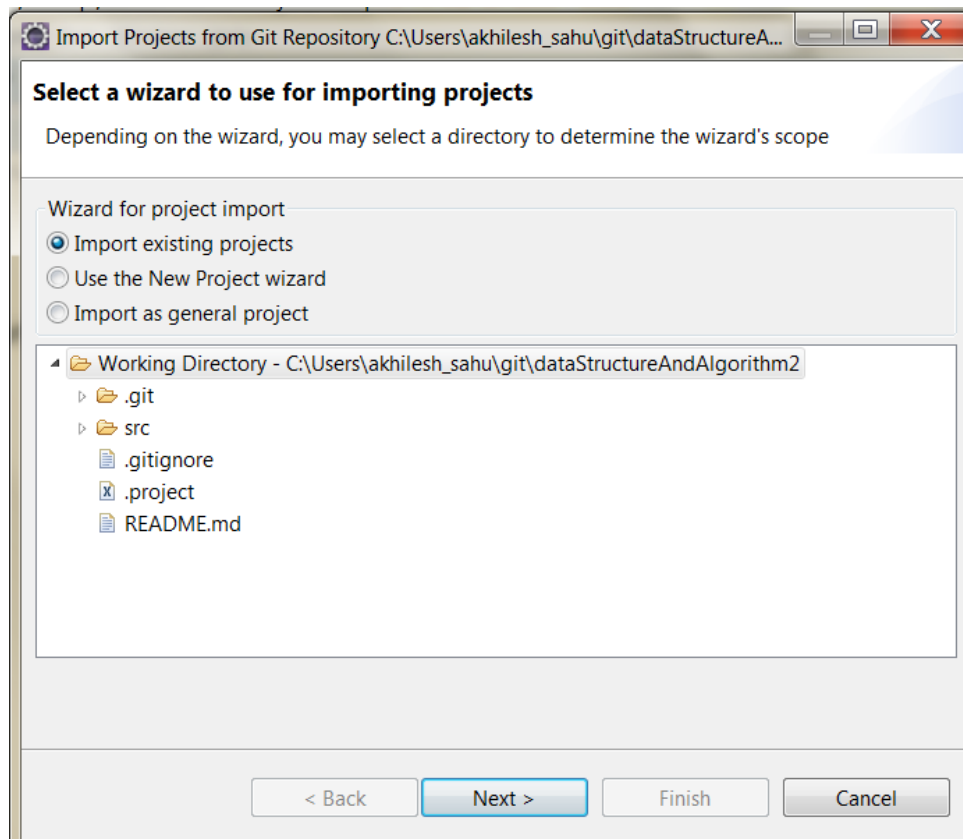 Import Projects from Git Repository C:\Users\akhilesh_sahu\git\dataStructureA...
Select a wizard to use for importing projects
Depending on the wizard, you may select a directory to determine the wizard's scope
Wizard for project import
Import existing projects
Use the New Project wizard
Import as general project
Working Directory - C:\Users\akhilesh_sahu\git\dataStructureAndAlgorithm2
.git
src
.gitignore
.project
README.md
< Back Next > Finish Cancel